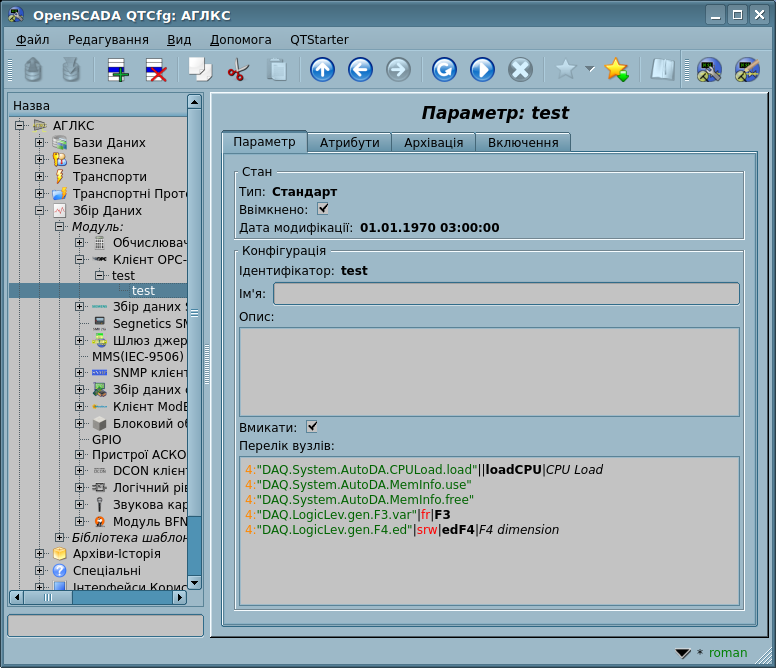 OpenSCADA QTCfg: АГЛКС
Файл Редагування Вид Допомога QTStarter
Назва
АГЛКС
Бази Даних
Безпека
Транспорти
Транспортні Прото
Збір Даних
Модуль:
Обчислювач
Клієнт OPC-
test
test
Збір даних S
Segnetics SM
Шлюз джер
MMS(IEC-9506)
SNMP клієнт
Збір даних
Клієнт ModB
Блоковий об
GPIO
Пристрої АСКО
DCON клієнт
Логічний рів
Звукова кар
Модуль BFN
Бібліотека шаблон
Архіви-Історія
Спеціальні
Інтерфейси Корис
Параметр: test
Параметр Атрибути Архівація Включення
Стан
Тип: Стандарт
Ввімкнено:
Дата модифікації: 01.01.1970 03:00:00
Конфігурація
Ідентифікатор: test
Ім'я:
Опис:
Вмикати:
Перелік вузлів:
4:"DAQ.System.AutoDA.CPULoad.load"||loadCPU|CPU Load
4:"DAQ.System.AutoDA.MemInfo.use"
4:"DAQ.System.AutoDA.MemInfo.free"
4:"DAQ.LogicLev.gen.F3.var"|fr|F3
4:"DAQ.LogicLev.gen.F4.ed"|srw|edF4|F4 dimension
* roman